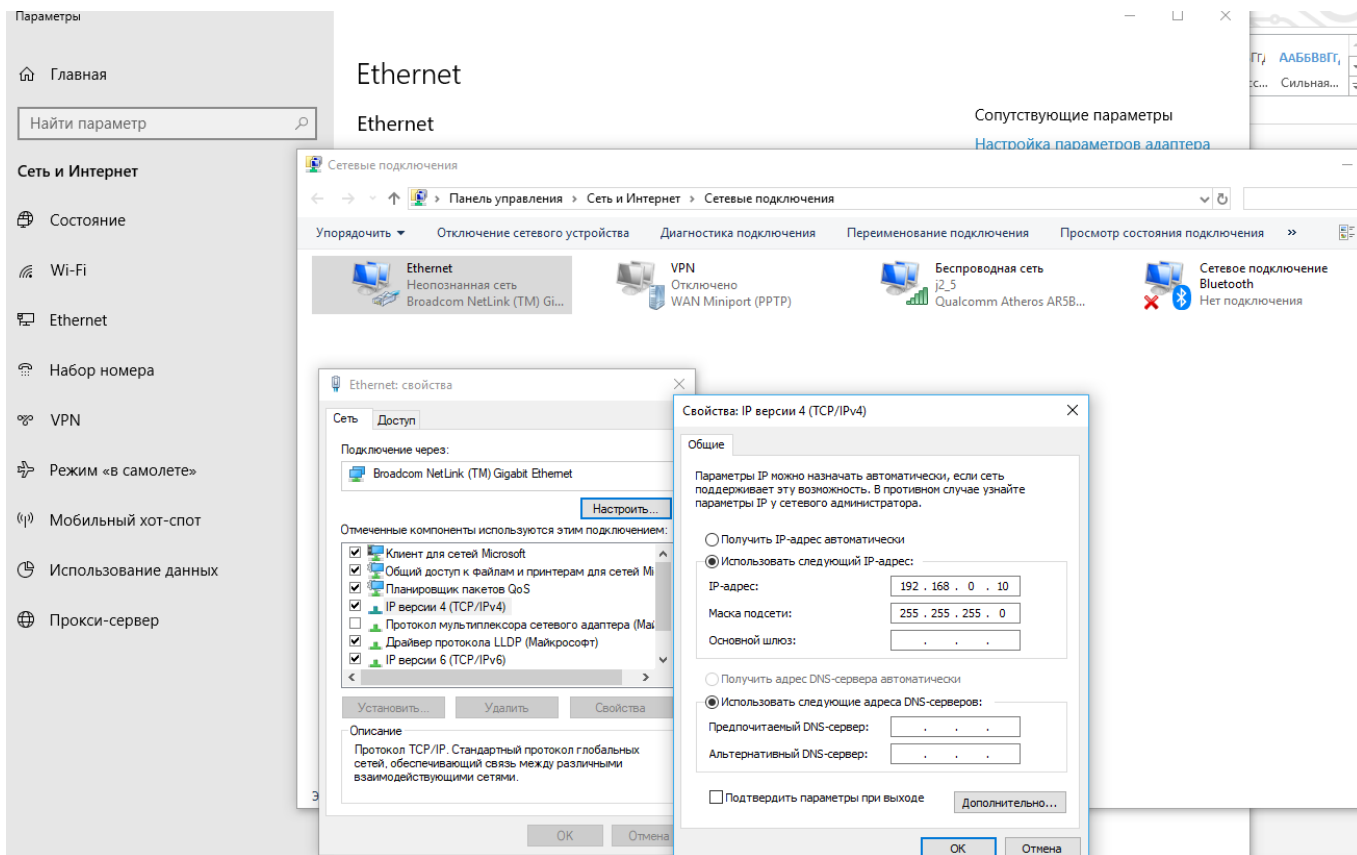 Параметры
Главная
Найти параметр
Сеть и Интернет
Состояние
Wi-Fi
Ethernet
Набор номера
VPN
Режим «в самолете»
Мобильный хот-спот
Использование данных
Прокси-сервер
Ethernet
Ethernet
Сопутствующие параметры
Настройка параметров адаптера
АаБбВвГг,
Сильная...
Сетевые подключения
Панель управления › Сеть и Интернет › Сетевые подключения
Упорядочить Отключение сетевого устройства Диагностика подключения Переименование подключения Просмотр состояния подключения »
Ethernet
Неопознанная сеть
Broadcom NetLink (TM) Gi...
VPN
Отключено
WAN Miniport (PPTP)
Беспроводная сеть
j2_5
Qualcomm Atheros AR5B...
Сетевое подключение
Bluetooth
Нет подключения
Ethernet: свойства
Сеть Доступ
Подключение через:
Broadcom NetLink (TM) Gigabit Ethernet
Настроить...
Отмеченные компоненты используются этим подключением:
Клиент для сетей Microsoft
Общий доступ к файлам и принтерам для сетей Mi
Планировщик пакетов QoS
IP версии 4 (TCP/IPv4)
Протокол мультиплексора сетевого адаптера (Май
Драйвер протокола LLDP (Майкрософт)
IP версии 6 (TCP/IPv6)
Установить... Удалить Свойства
Описание
Протокол TCP/IP. Стандартный протокол глобальных
сетей, обеспечивающий связь между различными
взаимодействующими сетями.
OK Отмена
Свойства: IP версии 4 (TCP/IPv4)
Общие
Параметры IP можно назначать автоматически, если сеть
поддерживает эту возможность. В противном случае узнайте
параметры IP у сетевого администратора.
Получить IP-адрес автоматически
Использовать следующий IP-адрес:
IP-адрес: 192 . 168 . 0 . 10
Маска подсети: 255 . 255 . 255 . 0
Основной шлюз: . . .
Получить адрес DNS-сервера автоматически
Использовать следующие адреса DNS-серверов:
Предпочитаемый DNS-сервер: . . .
Альтернативный DNS-сервер: . . .
Подтвердить параметры при выходе
Дополнительно...
OK Отмена